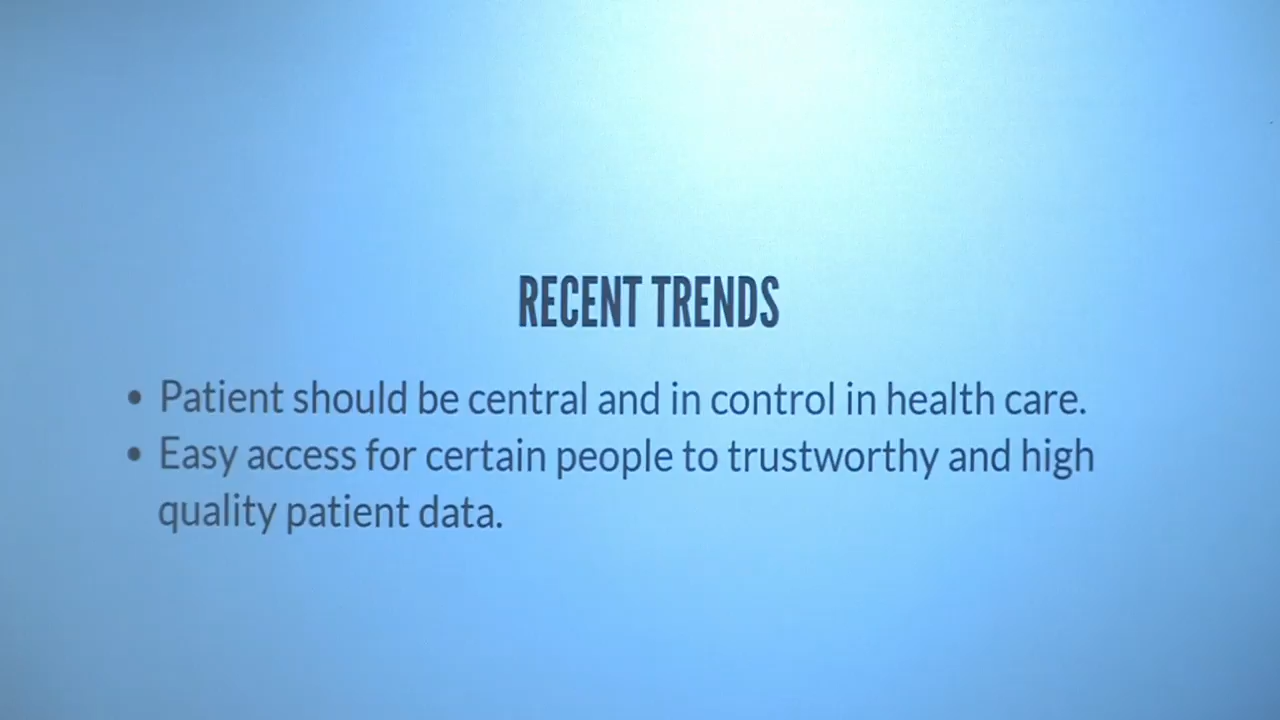 RECENT TRENDS
• Patient should be central and in control in health care.
• Easy access for certain people to trustworthy and high
quality patient data.